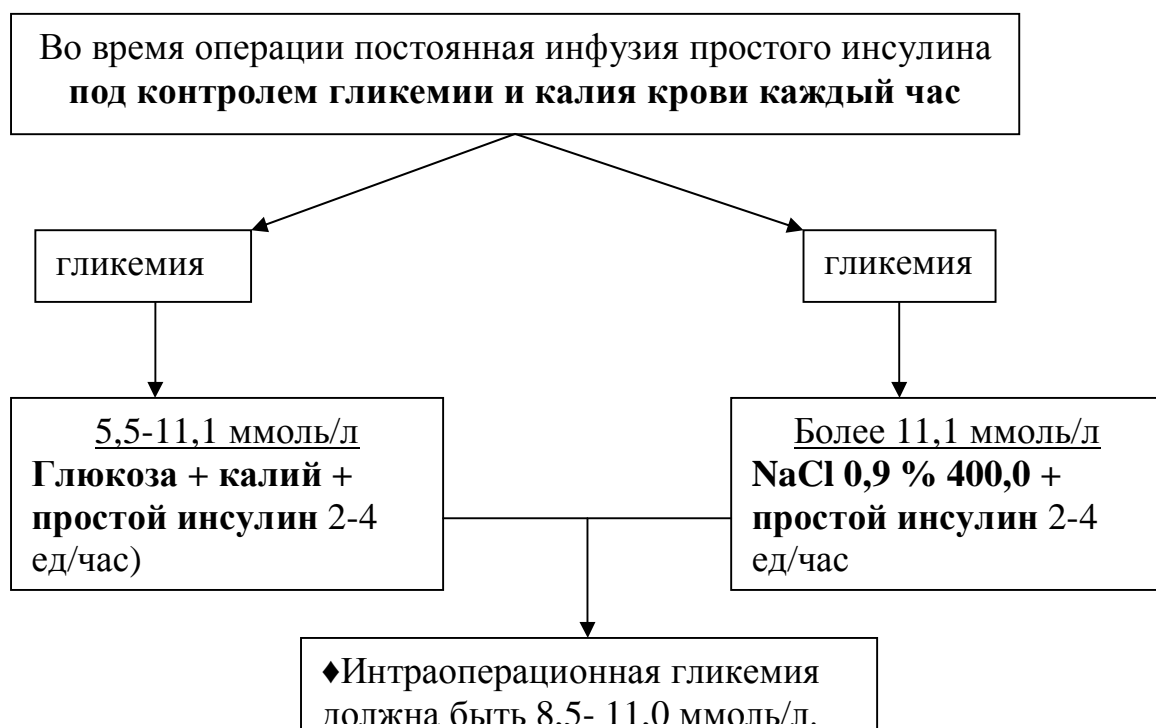 Во время операции постоянная инфузия простого инсулина
под контролем гликемии и калия крови каждый час
гликемия
гликемия
5,5-11,1 ммоль/л
Глюкоза + калий +
простой инсулин 2-4
ед/час)
Более 11,1 ммоль/л
NaCl 0,9 % 400,0 +
простой инсулин 2-4
ед/час
♦Интраоперационная гликемия
должна быть 8,5- 11,0 ммоль/л.